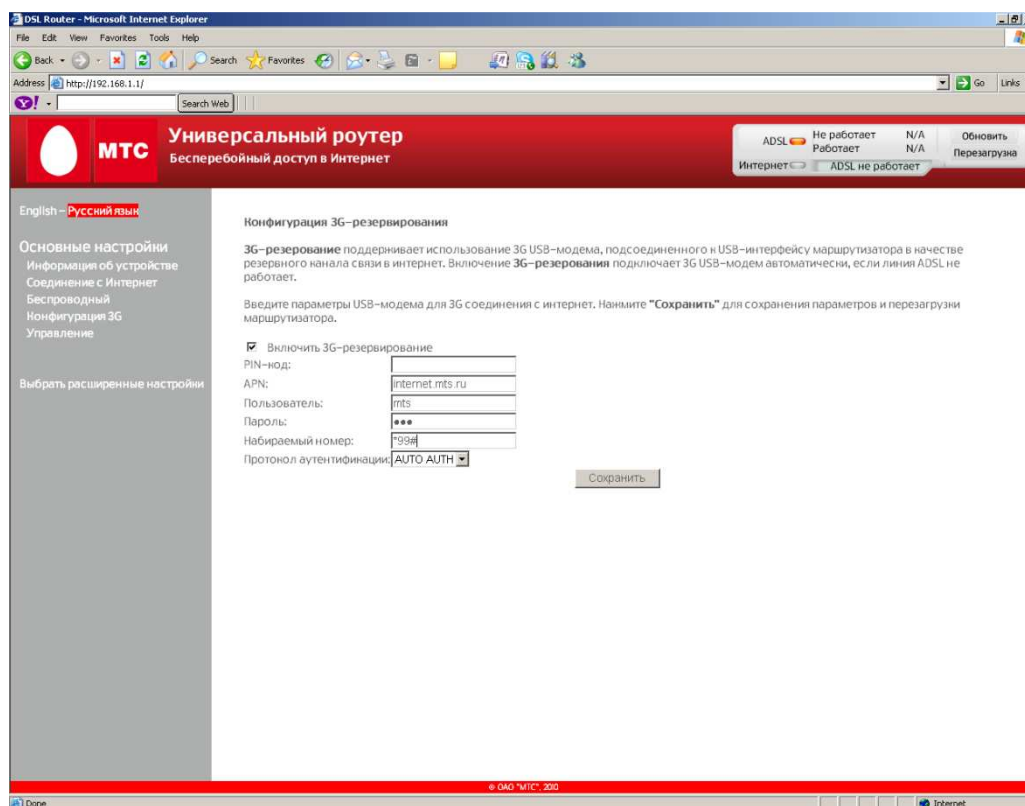 DSL Router - Microsoft Internet Explorer
File Edit View Favorites Tools Help
Back Search Favorites
Address http://192.168.1.1/ Go Links
Y! Search Web
МТС
Универсальный роутер
Бесперебойный доступ в Интернет
ADSL Не работает N/A
Работает N/A
Интернет ADSL не работает
Обновить
Перезагрузка
English – Русский язык
Основные настройки
Информация об устройстве
Соединение с Интернет
Беспроводный
Конфигурация 3G
Управление
Выбрать расширенные настройки
Конфигурация 3G-резервирования
3G-резерование поддерживает использование 3G USB-модема, подсоединенного к USB-интерфейсу маршрутизатора в качестве
резервного канала связи в интернет. Включение 3G-резерования подключает 3G USB-модем автоматически, если линия ADSL не
работает.
Введите параметры USB-модема для 3G соединения с интернет. Нажмите "Сохранить" для сохранения параметров и перезагрузки
маршрутизатора.
Включить 3G-резервирование
PIN-код:
APN: internet.mts.ru
Пользователь: mts
Пароль: ●●●
Набираемый номер: *99#
Протокол аутентификации: AUTO AUTH
Сохранить
© ОАО "МТС", 2010
Done Internet